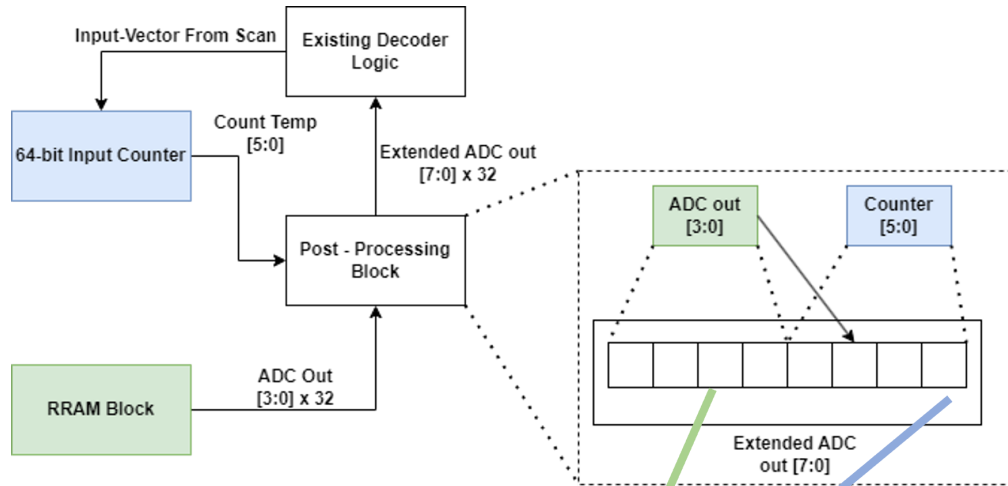 Input-Vector From Scan
Existing Decoder
Logic
64-bit Input Counter
Count Temp
[5:0]
Extended ADC out
[7:0] x 32
Post - Processing
Block
ADC Out
[3:0] x 32
RRAM Block
ADC out
[3:0]
Counter
[5:0]
Extended ADC
out [7:0]